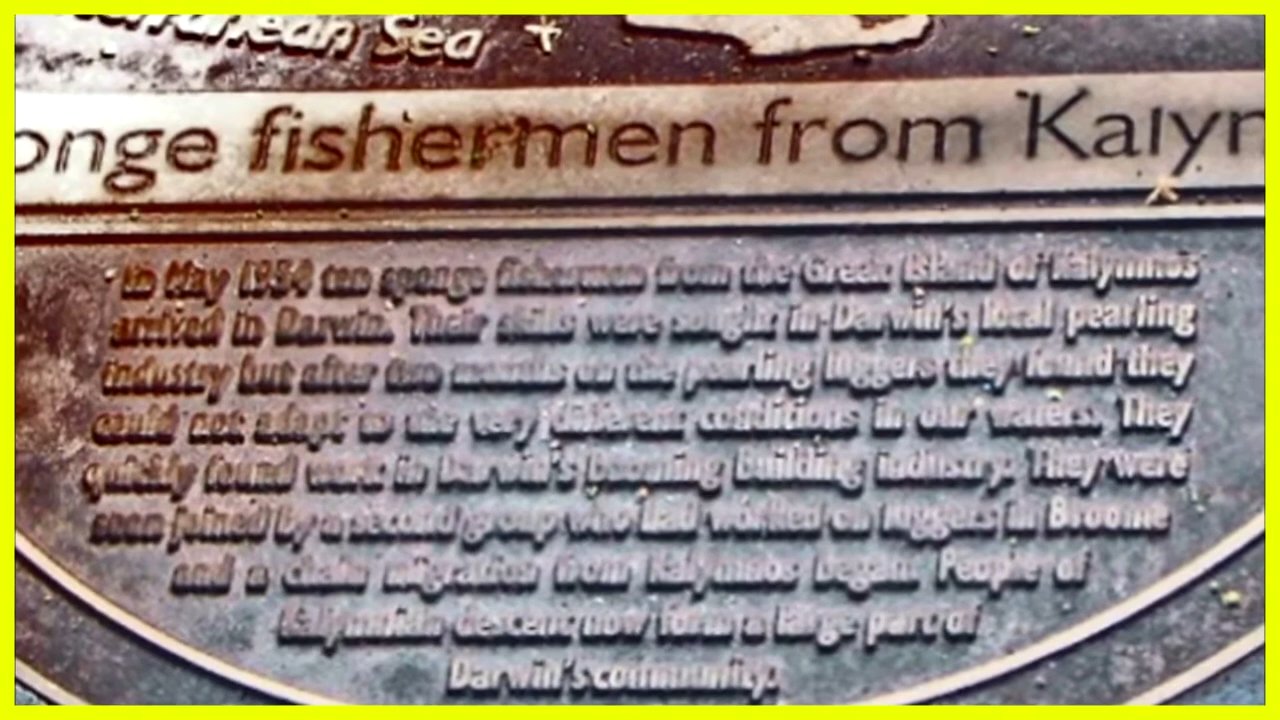 rranean Sea
onge fishermen from Kalyn
In May 1954 ten sponge fishermen from the Greek Island of Kalymnos
arrived in Darwin. Their skills were sought in Darwin's local pearling
industry but after two months on the pearling luggers they found they
could not adapt to the very different conditions in our waters. They
quickly found work in Darwin's booming building industry. They were
soon joined by a second group who had worked on luggers in Broome
and a chain migration from Kalymnos began. People of
Kalymnian descent now form a large part of
Darwin's community.